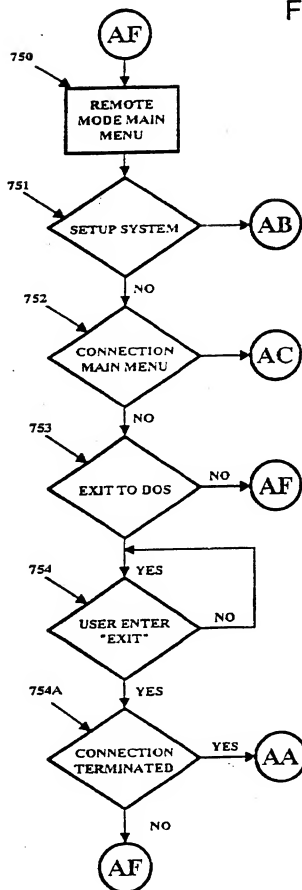 F
AF
750
REMOTE
MODE MAIN
MENU
751
SETUP SYSTEM
AB
NO
752
CONNECTION
MAIN MENU
AC
NO
753
EXIT TO DOS
NO
AF
YES
754
USER ENTER
"EXIT"
NO
YES
754A
CONNECTION
TERMINATED
YES
AA
NO
AF